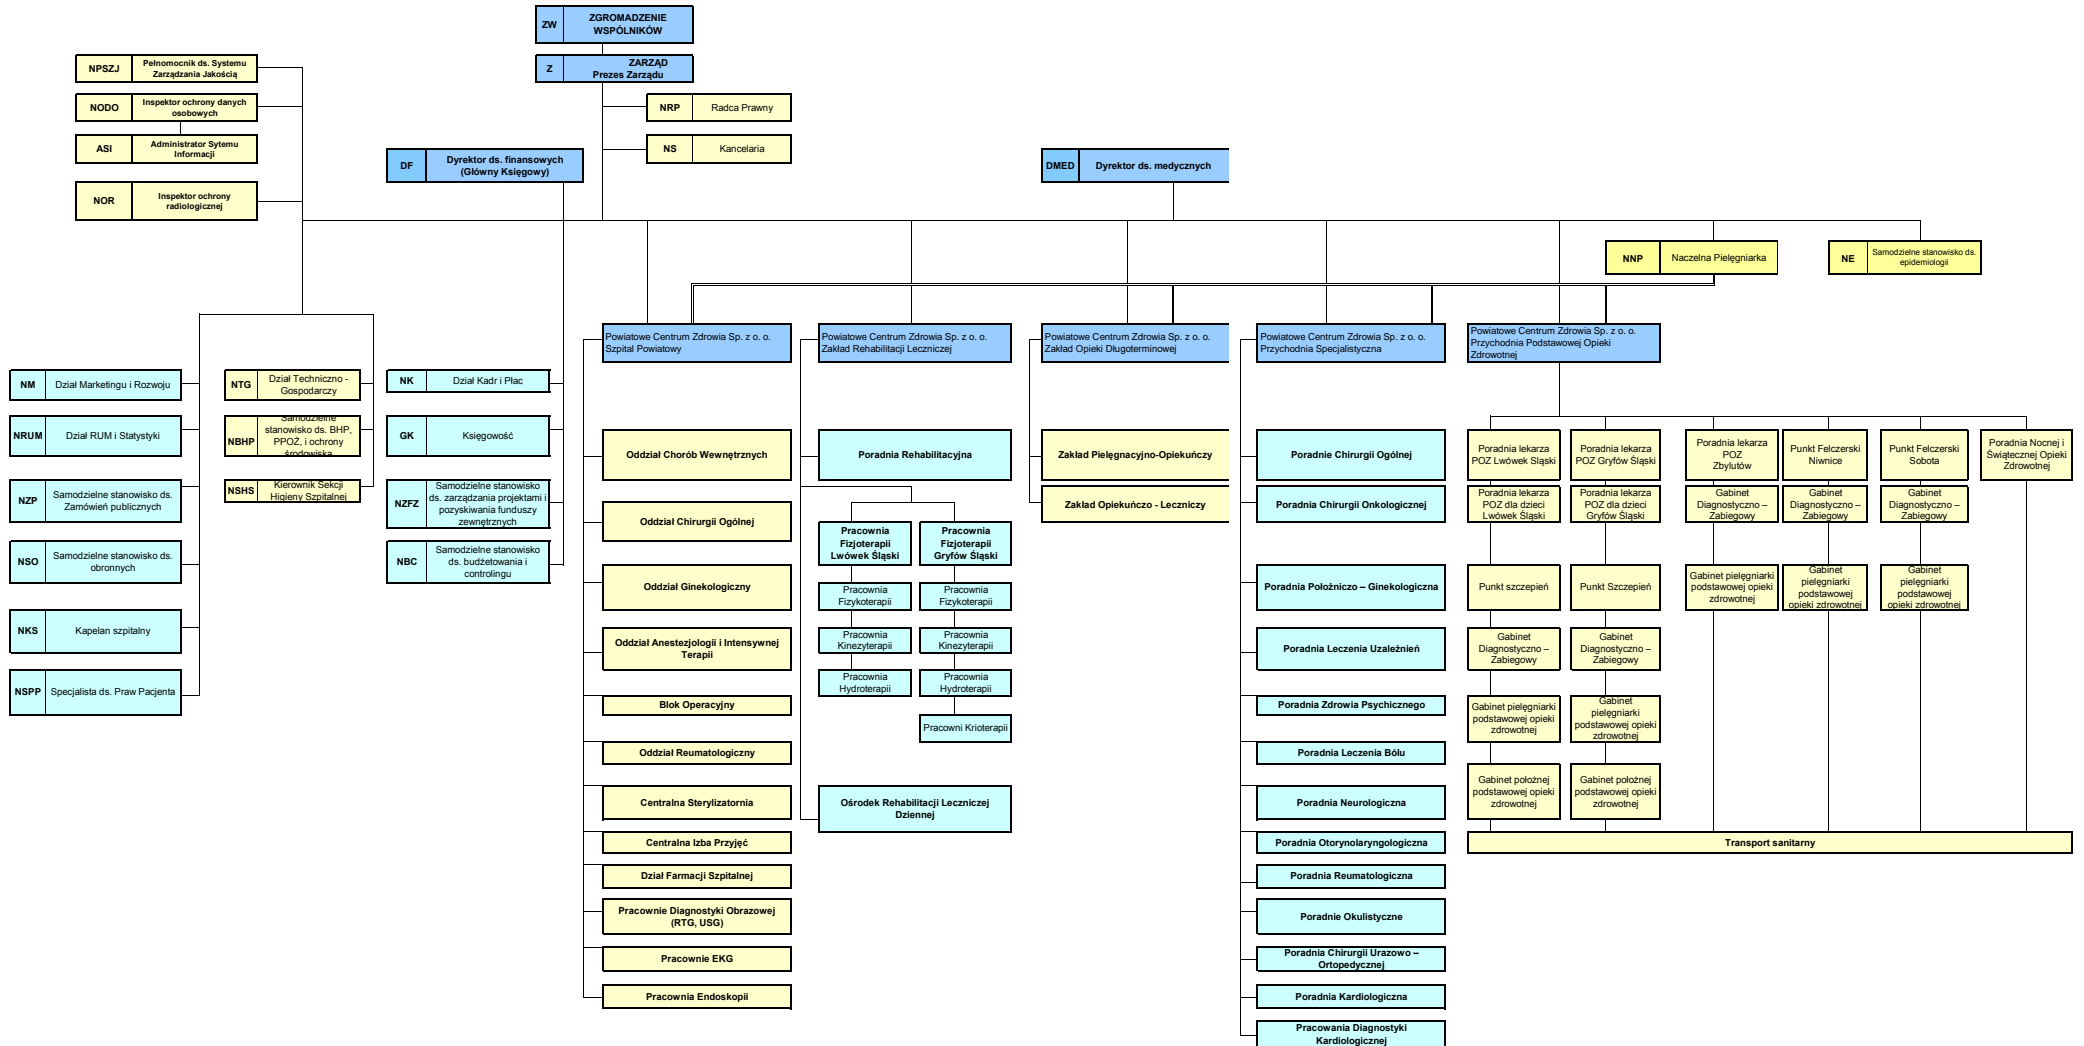 ZW
ZGROMADZENIE
WSPÓLNIKÓW
Z
ZARZĄD
Prezes Zarządu
NPSZJ
Pełnomocnik ds. Systemu
Zarządzania Jakością
NODO
Inspektor ochrony danych
osobowych
ASI
Administrator Sytemu
Informacji
NOR
Inspektor ochrony
radiologicznej
NRP
Radca Prawny
NS
Kancelaria
DF
Dyrektor ds. finansowych
(Główny Księgowy)
DMED
Dyrektor ds. medycznych
NNP
Naczelna Pielęgniarka
NE
Samodzielne stanowisko ds.
epidemiologii
NM
Dział Marketingu i Rozwoju
NRUM
Dział RUM i Statystyki
NZP
Samodzielne stanowisko ds.
Zamówień publicznych
NSO
Samodzielne stanowisko ds.
obronnych
NKS
Kapelan szpitalny
NSPP
Specjalista ds. Praw Pacjenta
NTG
Dział Techniczno -
Gospodarczy
NBHP
Samodzielne
stanowisko ds. BHP,
PPOŻ, i ochrony
środowiska
NSHS
Kierownik Sekcji
Higieny Szpitalnej
NK
Dział Kadr i Płac
GK
Księgowość
NZFZ
Samodzielne stanowisko
ds. zarządzania projektami i
pozyskiwania funduszy
zewnętrznych
NBC
Samodzielne stanowisko
ds. budżetowania i
controlingu
Powiatowe Centrum Zdrowia Sp. z o. o.
Szpital Powiatowy
Oddział Chorób Wewnętrznych
Oddział Chirurgii Ogólnej
Oddział Ginekologiczny
Oddział Anestezjologii i Intensywnej
Terapii
Blok Operacyjny
Oddział Reumatologiczny
Centralna Sterylizatornia
Centralna Izba Przyjęć
Dział Farmacji Szpitalnej
Pracownie Diagnostyki Obrazowej
(RTG, USG)
Pracownie EKG
Pracownia Endoskopii
Powiatowe Centrum Zdrowia Sp. z o. o.
Zakład Rehabilitacji Leczniczej
Poradnia Rehabilitacyjna
Pracownia
Fizjoterapii
Lwówek Śląski
Pracownia
Fizykoterapii
Pracownia
Kinezyterapii
Pracownia
Hydroterapii
Pracownia
Fizjoterapii
Gryfów Śląski
Pracownia
Fizykoterapii
Pracownia
Kinezyterapii
Pracownia
Hydroterapii
Pracowni Krioterapii
Ośrodek Rehabilitacji Leczniczej
Dziennej
Powiatowe Centrum Zdrowia Sp. z o. o.
Zakład Opieki Długoterminowej
Zakład Pielęgnacyjno-Opiekuńczy
Zakład Opiekuńczo - Leczniczy
Powiatowe Centrum Zdrowia Sp. z o. o.
Przychodnia Specjalistyczna
Poradnie Chirurgii Ogólnej
Poradnia Chirurgii Onkologicznej
Poradnia Położniczo – Ginekologiczna
Poradnia Leczenia Uzależnień
Poradnia Zdrowia Psychicznego
Poradnia Leczenia Bólu
Poradnia Neurologiczna
Poradnia Otorynolaryngologiczna
Poradnia Reumatologiczna
Poradnie Okulistyczne
Poradnia Chirurgii Urazowo –
Ortopedycznej
Poradnia Kardiologiczna
Pracowania Diagnostyki
Kardiologicznej
Powiatowe Centrum Zdrowia Sp. z o. o.
Przychodnia Podstawowej Opieki
Zdrowotnej
Poradnia lekarza
POZ Lwówek Sląski
Poradnia lekarza
POZ dla dzieci
Lwówek Śląski
Punkt szczepień
Gabinet
Diagnostyczno –
Zabiegowy
Gabinet pielęgniarki
podstawowej opieki
zdrowotnej
Gabinet położnej
podstawowej opieki
zdrowotnej
Poradnia lekarza
POZ Gryfów Śląski
Poradnia lekarza
POZ dla dzieci
Gryfów Śląski
Punkt Szczepień
Gabinet
Diagnostyczno –
Zabiegowy
Gabinet
pielęgniarki
podstawowej opieki
zdrowotnej
Gabinet położnej
podstawowej opieki
zdrowotnej
Poradnia lekarza
POZ
Zbylutów
Gabinet
Diagnostyczno –
Zabiegowy
Gabinet pielęgniarki
podstawowej opieki
zdrowotnej
Punkt Felczerski
Niwnice
Gabinet
Diagnostyczno –
Zabiegowy
Gabinet
pielęgniarki
podstawowej
opieki zdrowotnej
Punkt Felczerski
Sobota
Gabinet
Diagnostyczno –
Zabiegowy
Gabinet
pielęgniarki
podstawowej
opieki zdrowotnej
Poradnia Nocnej i
Świątecznej Opieki
Zdrowotnej
Transport sanitarny